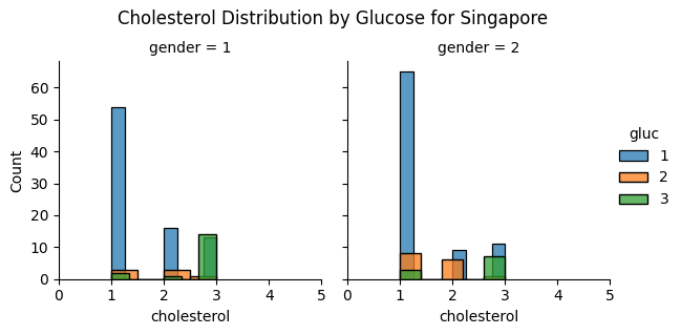 Cholesterol Distribution by Glucose for Singapore
gender = 1
gender = 2
60
50
40
30
20
10
0
Count
0 1 2 3 4 5
cholesterol
0 1 2 3 4 5
cholesterol
gluc
1
2
3